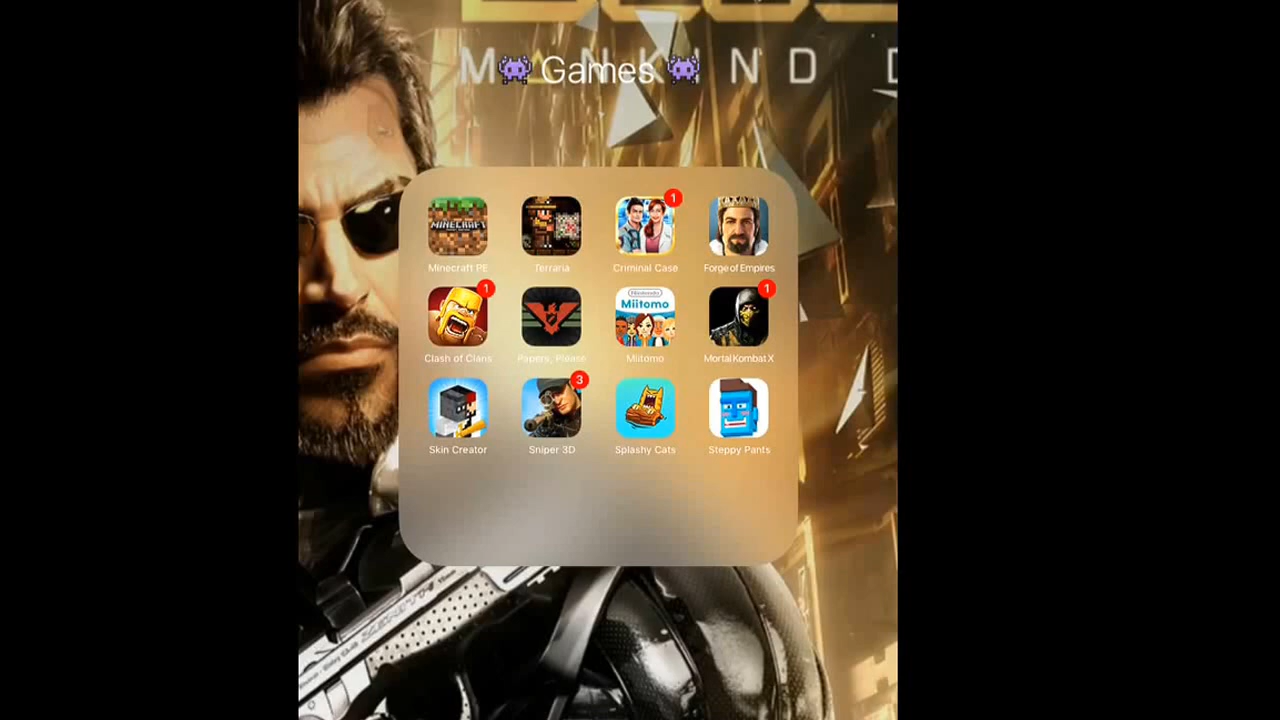 MANKIND D
👾 Games 👾
1
MINECRAFT
Minecraft PE
Terraria
Criminal Case
Forge of Empires
1
Nintendo
Miitomo
1
Clash of Clans
Papers, Please
Miitomo
Mortal Kombat X
3
Skin Creator
Sniper 3D
Splashy Cats
Steppy Pants